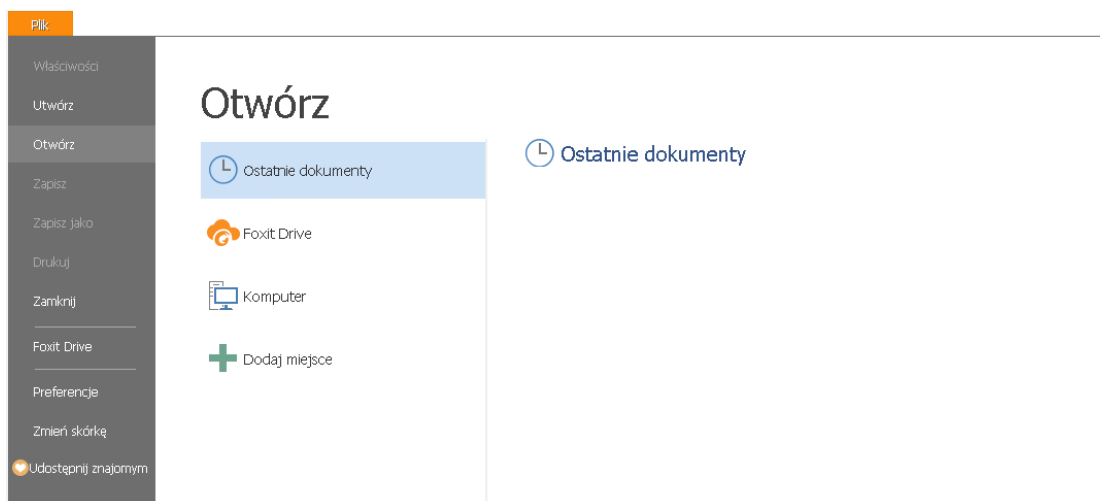 Plik
Właściwości
Utwórz
Otwórz
Zapisz
Zapisz jako
Drukuj
Zamknij
Foxit Drive
Preferencje
Zmień skórkę
Udostępnij znajomym
Otwórz
Ostatnie dokumenty
Foxit Drive
Komputer
Dodaj miejsce
Ostatnie dokumenty